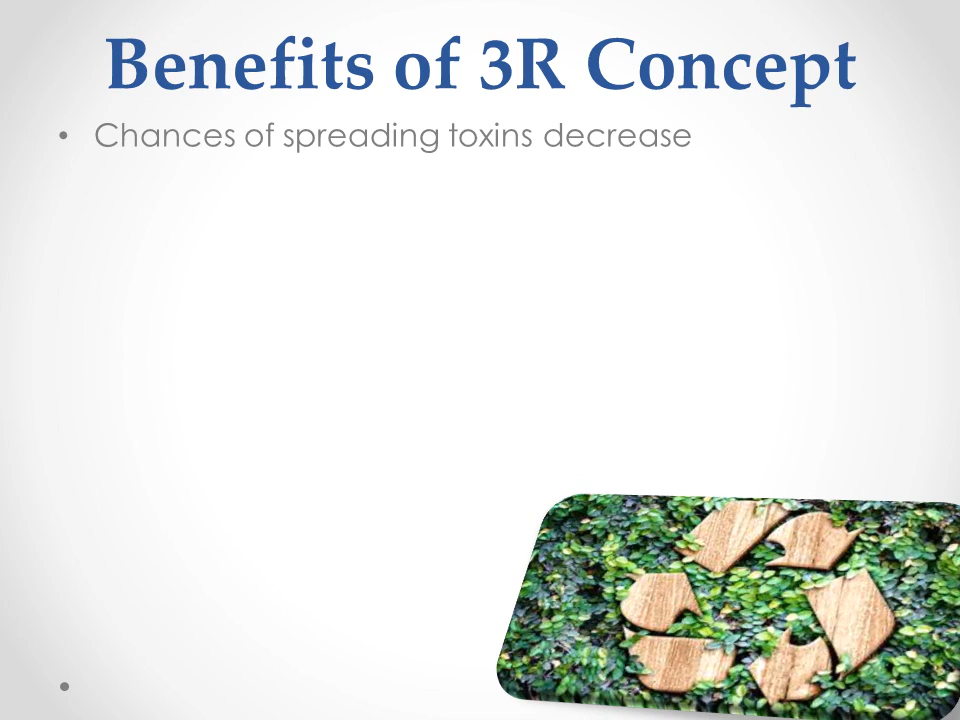 Benefits of 3R Concept
• Chances of spreading toxins decrease
•